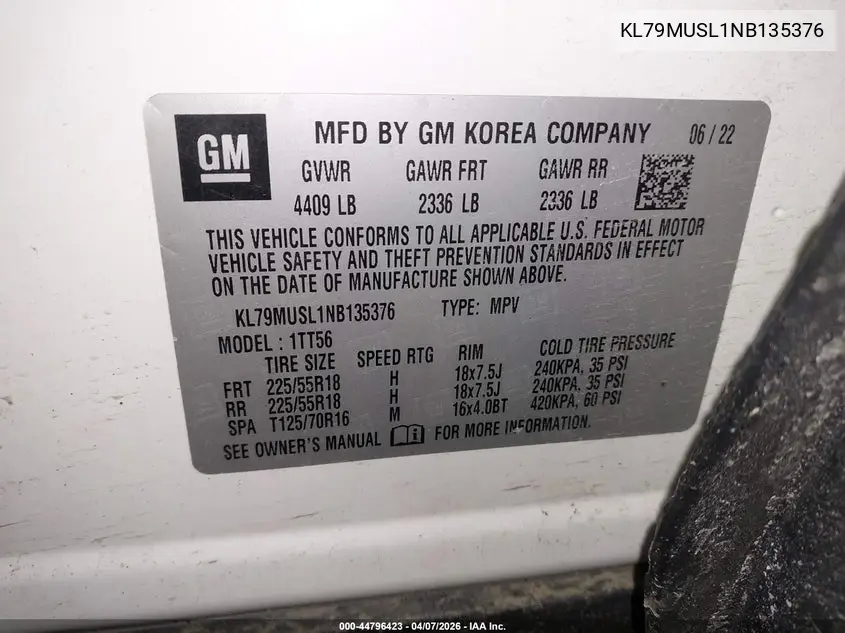 KL79MUSL1NB135376
GM
MFD BY GM KOREA COMPANY 06 / 22
GVWR GAWR FRT GAWR RR
4409 LB 2336 LB 2336 LB
THIS VEHICLE CONFORMS TO ALL APPLICABLE U.S. FEDERAL MOTOR
VEHICLE SAFETY AND THEFT PREVENTION STANDARDS IN EFFECT
ON THE DATE OF MANUFACTURE SHOWN ABOVE.
KL79MUSL1NB135376 TYPE: MPV
MODEL : 1TT56
TIRE SIZE SPEED RTG RIM COLD TIRE PRESSURE
FRT 225/55R18 H 18x7.5J 240KPA, 35 PSI
RR 225/55R18 H 18x7.5J 240KPA, 35 PSI
SPA T125/70R16 M 16x4.0BT 420KPA, 60 PSI
SEE OWNER'S MANUAL FOR MORE INFORMATION.
000-44796423 - 04/07/2026 - IAA Inc.